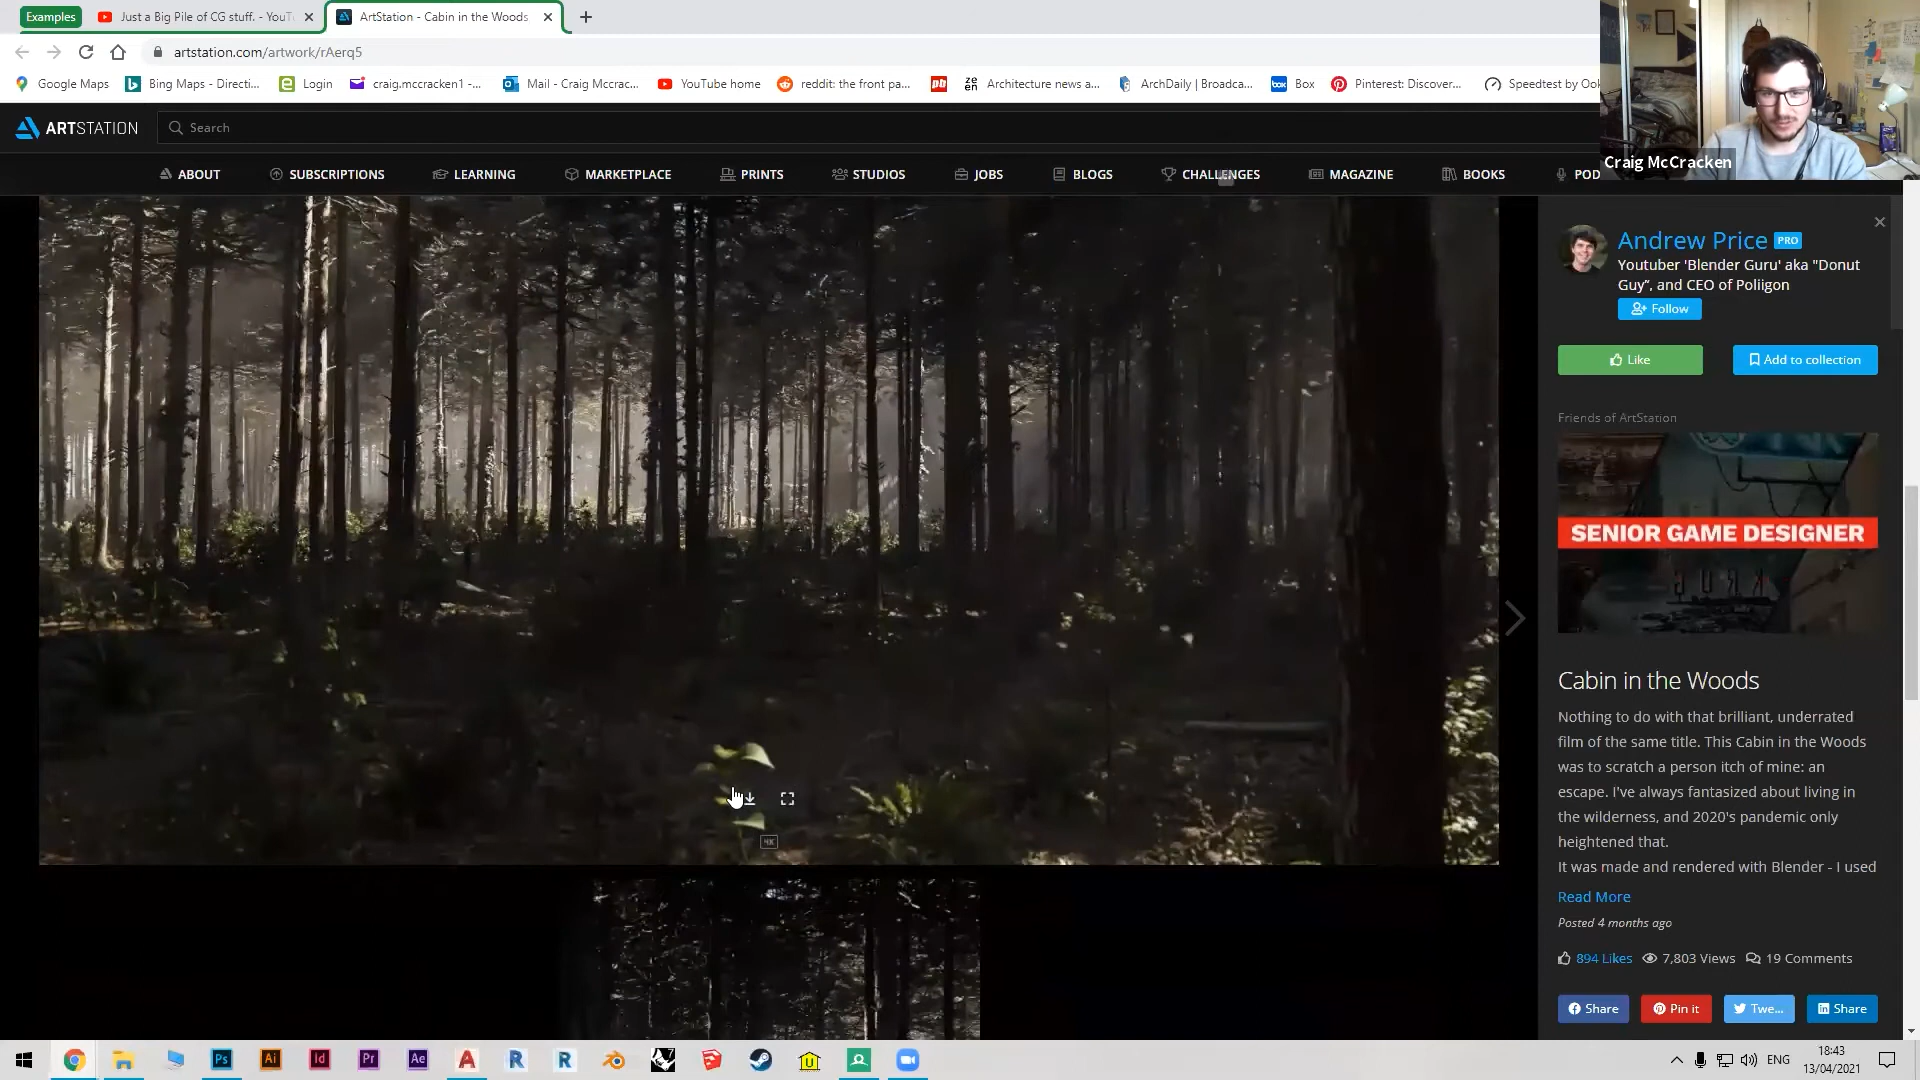 Examples
Just a Big Pile of CG stuff. - YouTu
ArtStation - Cabin in the Woods
artstation.com/artwork/rAerq5
Google Maps
Bing Maps - Directi...
Login
craig.mccracken1 -...
Mail - Craig Mccrac...
YouTube home
reddit: the front pa...
Architecture news a...
ArchDaily | Broadca...
Box
Pinterest: Discover...
Speedtest by Ook
Craig McCracken
ARTSTATION
Search
ABOUT
SUBSCRIPTIONS
LEARNING
MARKETPLACE
PRINTS
STUDIOS
JOBS
BLOGS
CHALLENGES
MAGAZINE
BOOKS
POD
Andrew Price PRO
Youtuber 'Blender Guru' aka "Donut
Guy", and CEO of Poliigon
Follow
Like
Add to collection
Friends of ArtStation
SENIOR GAME DESIGNER
Cabin in the Woods
Nothing to do with that brilliant, underrated
film of the same title. This Cabin in the Woods
was to scratch a person itch of mine: an
escape. I've always fantasized about living in
the wilderness, and 2020's pandemic only
heightened that.
It was made and rendered with Blender - I used
Read More
Posted 4 months ago
894 Likes 7,803 Views 19 Comments
Share
Pin it
Twe...
Share
4K
Ps
Ai
Id
Pr
Ae
ENG
18:43
13/04/2021